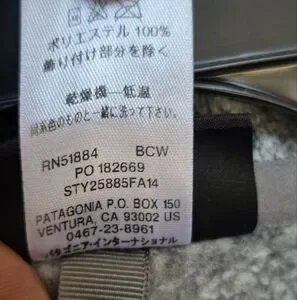 ポリエステル 100%
飾り付け部分を除く
乾燥機ー低温
同系色のものと一緒に洗って下さい
RN51884 BCW
PO 182669
STY25885FA14
PATAGONIA P.O. BOX 150
VENTURA, CA 93002 US
0467-23-8961
パタゴニア・インターナショナル